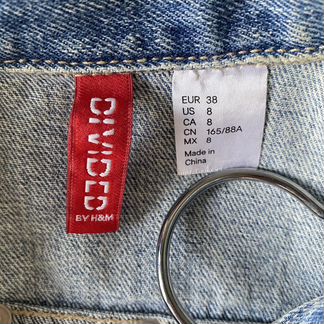 DIVIDED
BY H&M
EUR 38
US 8
CA 8
CN 165/88A
MX 8
Made in
China